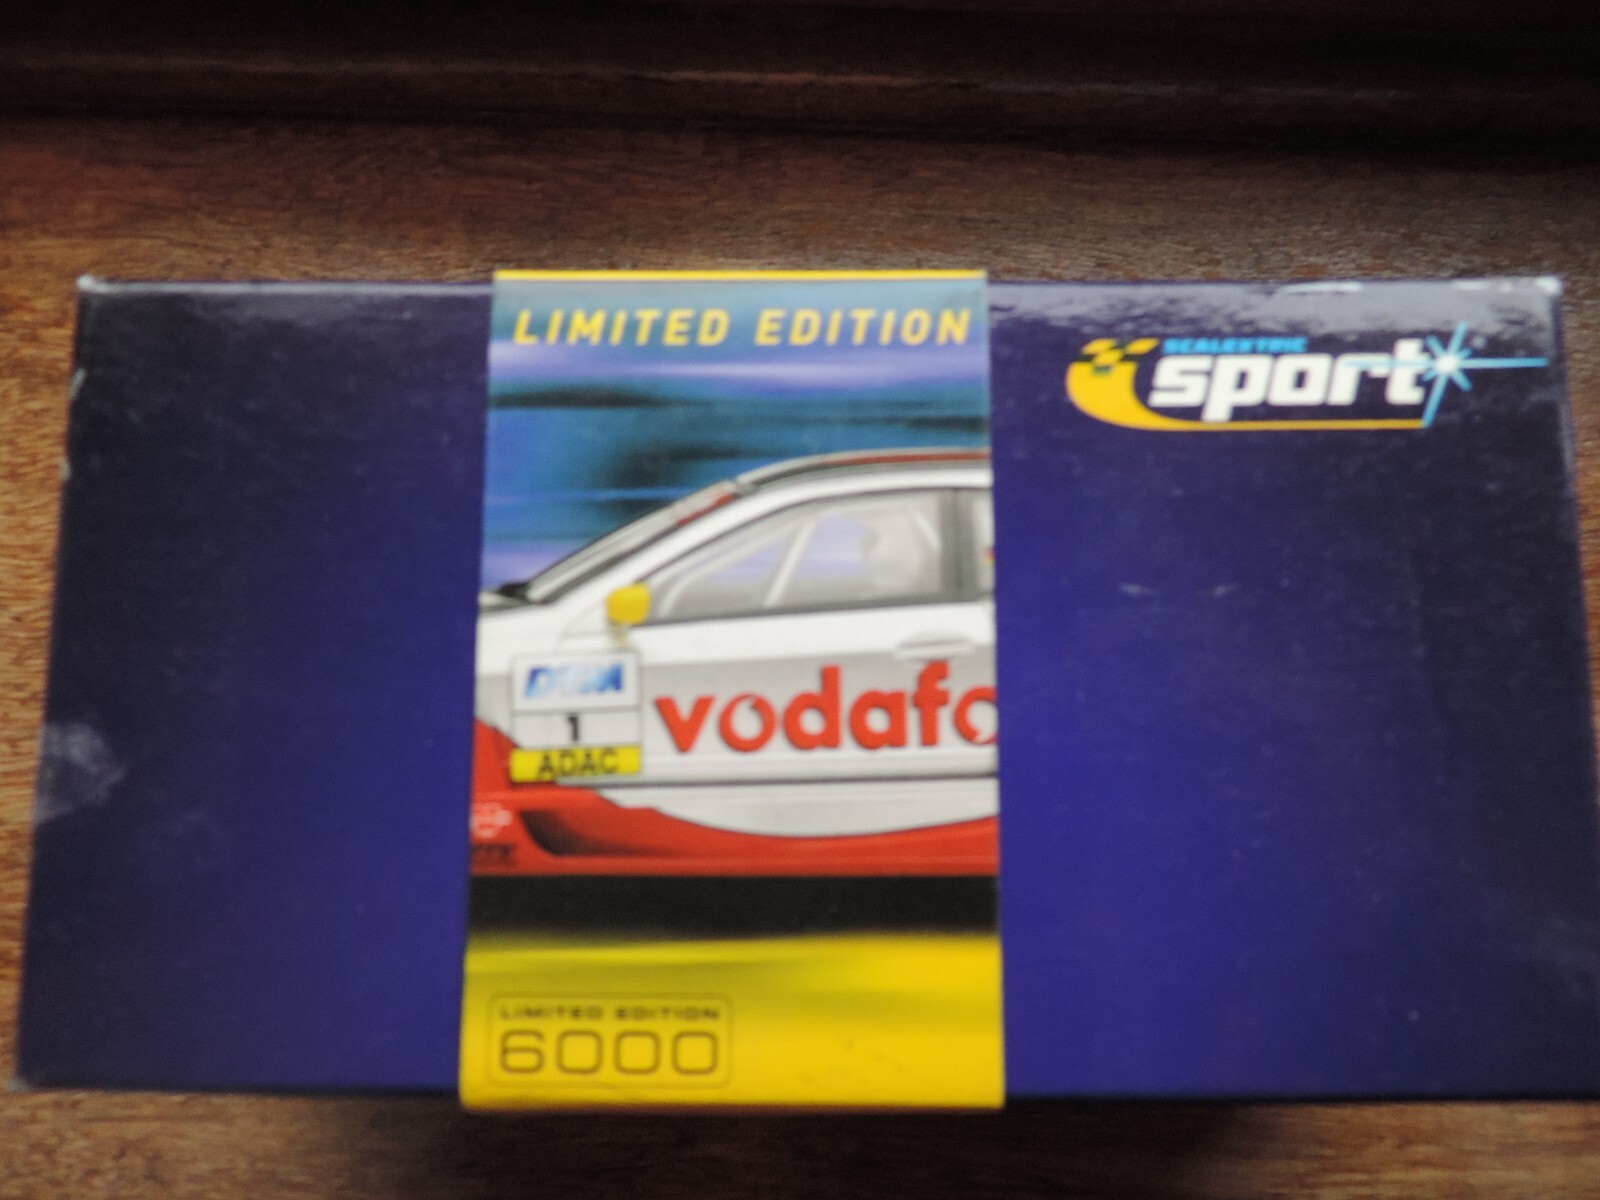 LIMITED EDITION
SCALEXTRIC
sport
DTM
1
ADAC
vodafo
LIMITED EDITION
6000